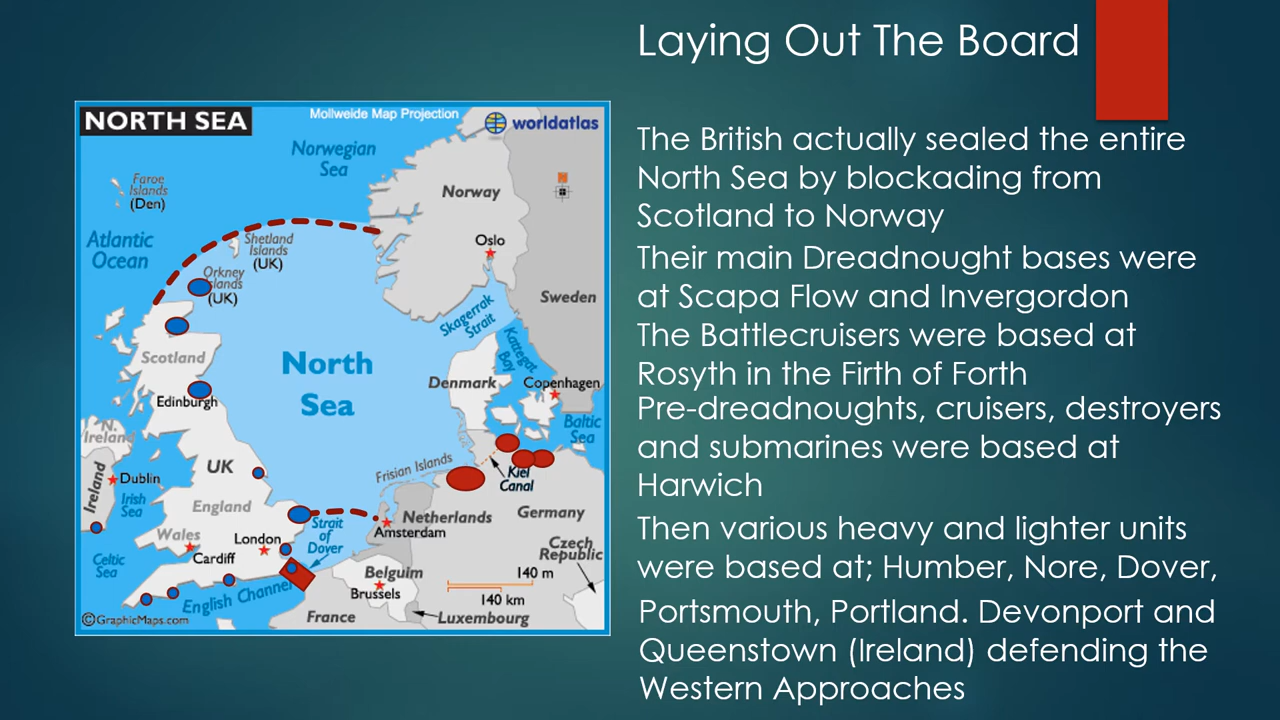 Laying Out The Board
NORTH SEA
Mollweide Map Projection
worldatlas
Norwegian
Sea
Faroe
Islands
(Den)
Norway
Atlantic
Ocean
Shetland
Islands
(UK)
Oslo
Orkney
Islands
(UK)
Sweden
Skagerrak
Strait
Kattegat
Bay
Scotland
North
Sea
Denmark
Copenhagen
Edinburgh
Baltic
Sea
N.
Ireland
UK
Frisian Islands
Kiel
Canal
Ireland
Dublin
Irish
Sea
England
Netherlands
Germany
Strait
of
Dover
Amsterdam
Wales
London
Cardiff
Czech
Republic
Celtic
Sea
Belguim
140 m
Brussels
140 km
English Channel
©GraphicMaps.com
France
Luxembourg
The British actually sealed the entire
North Sea by blockading from
Scotland to Norway
Their main Dreadnought bases were
at Scapa Flow and Invergordon
The Battlecruisers were based at
Rosyth in the Firth of Forth
Pre-dreadnoughts, cruisers, destroyers
and submarines were based at
Harwich
Then various heavy and lighter units
were based at; Humber, Nore, Dover,
Portsmouth, Portland. Devonport and
Queenstown (Ireland) defending the
Western Approaches